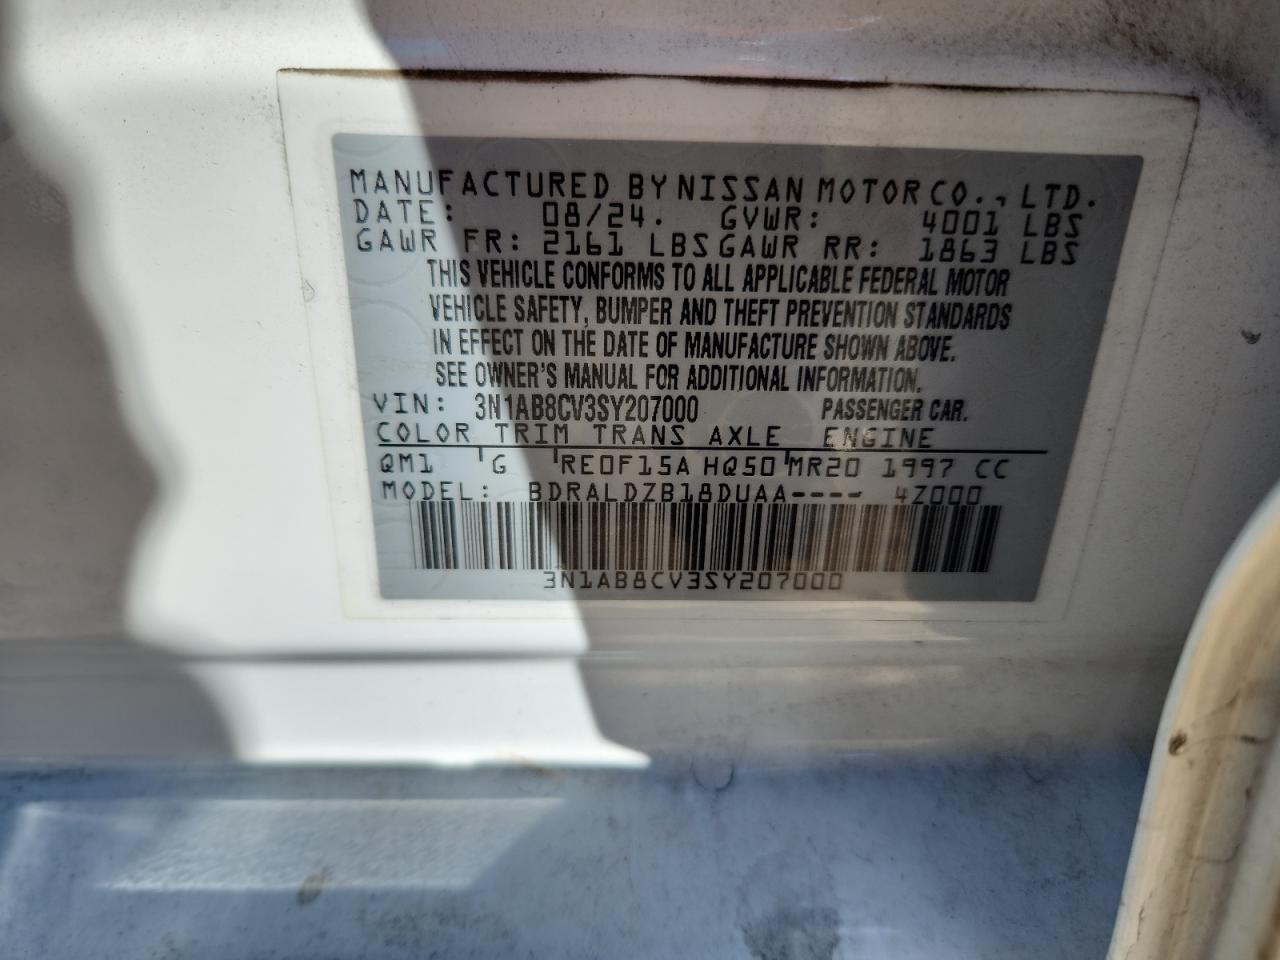 MANUFACTURED BY NISSAN MOTOR CO., LTD.
DATE: 08/24. GVWR: 4001 LBS
GAWR FR: 2161 LBS GAWR RR: 1863 LBS
THIS VEHICLE CONFORMS TO ALL APPLICABLE FEDERAL MOTOR
VEHICLE SAFETY, BUMPER AND THEFT PREVENTION STANDARDS
IN EFFECT ON THE DATE OF MANUFACTURE SHOWN ABOVE.
SEE OWNER'S MANUAL FOR ADDITIONAL INFORMATION.
VIN: 3N1AB8CV3SY207000 PASSENGER CAR.
COLOR TRIM TRANS AXLE ENGINE
QM1 G RE0F15A HQ50 MR20 1997 CC
MODEL: BDRALDZB18DUAA---- 4Z000
3N1AB8CV3SY207000